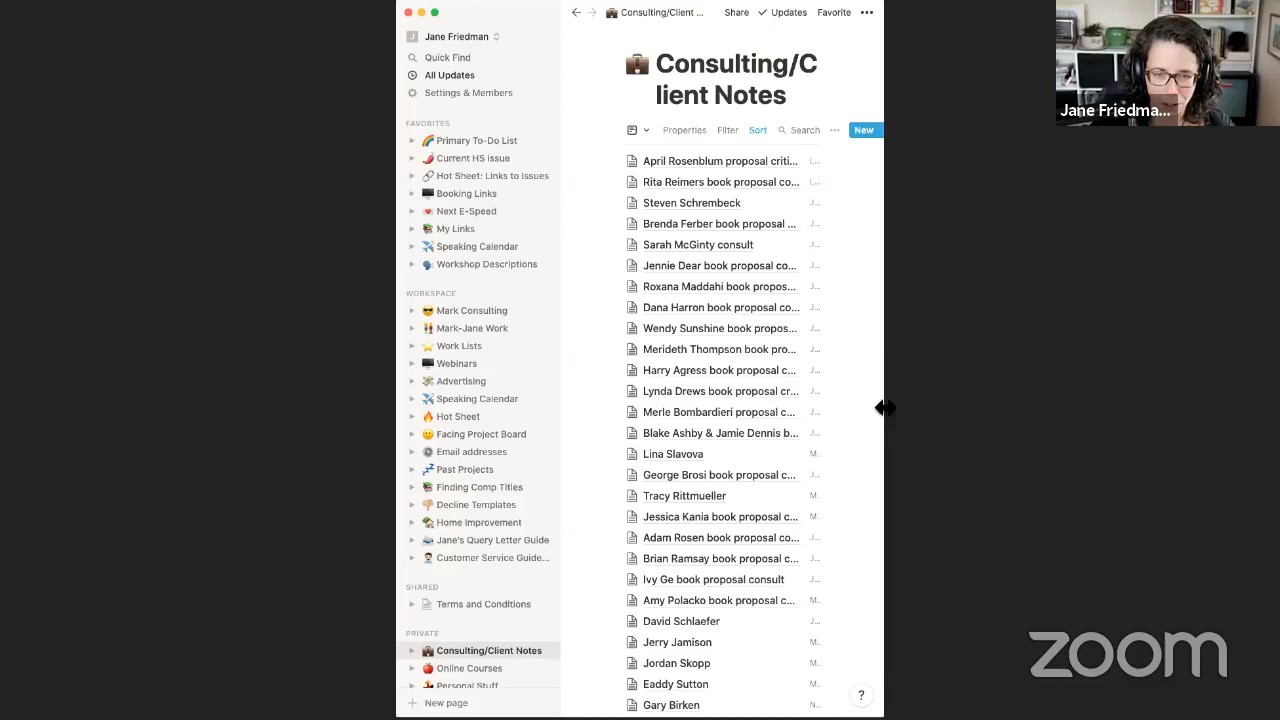 Jane Friedman
Quick Find
All Updates
Settings & Members
FAVORITES
Primary To-Do List
Current HS issue
Hot Sheet: Links to Issues
Booking Links
Next E-Speed
My Links
Speaking Calendar
Workshop Descriptions
WORKSPACE
Mark Consulting
Mark-Jane Work
Work Lists
Webinars
Advertising
Speaking Calendar
Hot Sheet
Facing Project Board
Email addresses
Past Projects
Finding Comp Titles
Decline Templates
Home Improvement
Jane's Query Letter Guide
Customer Service Guide...
SHARED
Terms and Conditions
PRIVATE
Consulting/Client Notes
Online Courses
Personal Stuff
New page
Consulting/Client ... Share Updates Favorite
Consulting/C
lient Notes
Properties Filter Sort Search New
April Rosenblum proposal criti... L...
Rita Reimers book proposal co... L...
Steven Schrembeck J...
Brenda Ferber book proposal ... J...
Sarah McGinty consult J...
Jennie Dear book proposal co... J...
Roxana Maddahi book propos... J...
Dana Harron book proposal co... J...
Wendy Sunshine book propos... J...
Merideth Thompson book pro... J...
Harry Agress book proposal c... J...
Lynda Drews book proposal cr... J...
Merle Bombardieri proposal c... J...
Blake Ashby & Jamie Dennis b... J...
Lina Slavova M...
George Brosi book proposal c... J...
Tracy Rittmueller M...
Jessica Kania book proposal c... M...
Adam Rosen book proposal co... J...
Brian Ramsay book proposal c... J...
Ivy Ge book proposal consult J...
Amy Polacko book proposal c... M...
David Schlaefer J...
Jerry Jamison M...
Jordan Skopp M...
Eaddy Sutton M...
Gary Birken N...
?
Jane Friedma...
zoom